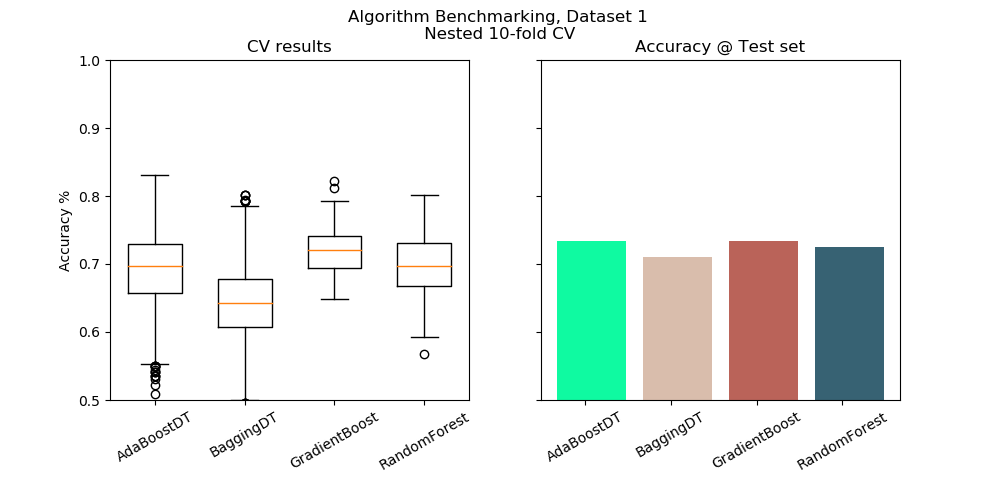 Algorithm Benchmarking, Dataset 1
Nested 10-fold CV
CV results
Accuracy @ Test set
Accuracy %
1.0
0.9
0.8
0.7
0.6
0.5
AdaBoostDT
BaggingDT
GradientBoost
RandomForest
AdaBoostDT
BaggingDT
GradientBoost
RandomForest